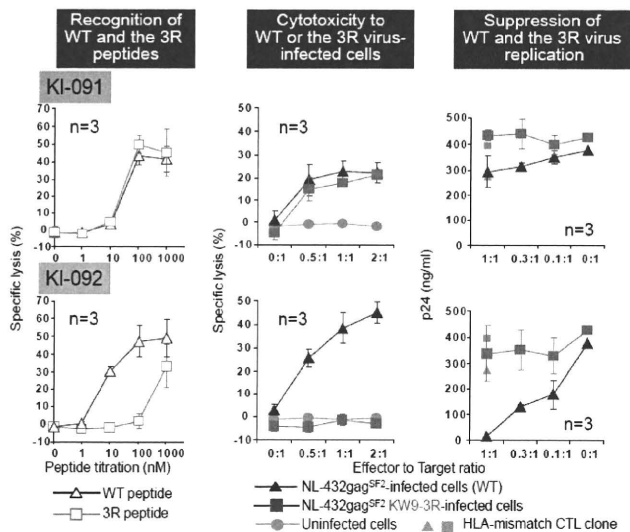 Recognition of
WT and the 3R
peptides
Cytotoxicity to
WT or the 3R virus-
infected cells
Suppression of
WT and the 3R virus
replication
KI-091
n=3
Specific lysis (%)
60
50
40
30
20
10
0
-10
0 1 10 100 1000
n=3
Specific lysis (%)
50
40
30
20
10
0
-10
0:1 0.5:1 1:1 2:1
n=3
p24 (ng/ml)
500
400
300
200
1:1 0.3:1 0.1:1 0:1
KI-092
n=3
60
50
40
30
20
10
0
-10
0 1 10 100 1000
n=3
50
40
30
20
10
0
-10
0:1 0.5:1 1:1 2:1
n=3
500
400
300
200
100
0
1:1 0.3:1 0.1:1 0:1
Peptide titration (nM)
Effector to Target ratio
WT peptide
3R peptide
NL-432gagSF2-infected cells (WT)
NL-432gagSF2 KW9-3R-infected cells
Uninfected cells
HLA-mismatch CTL clone